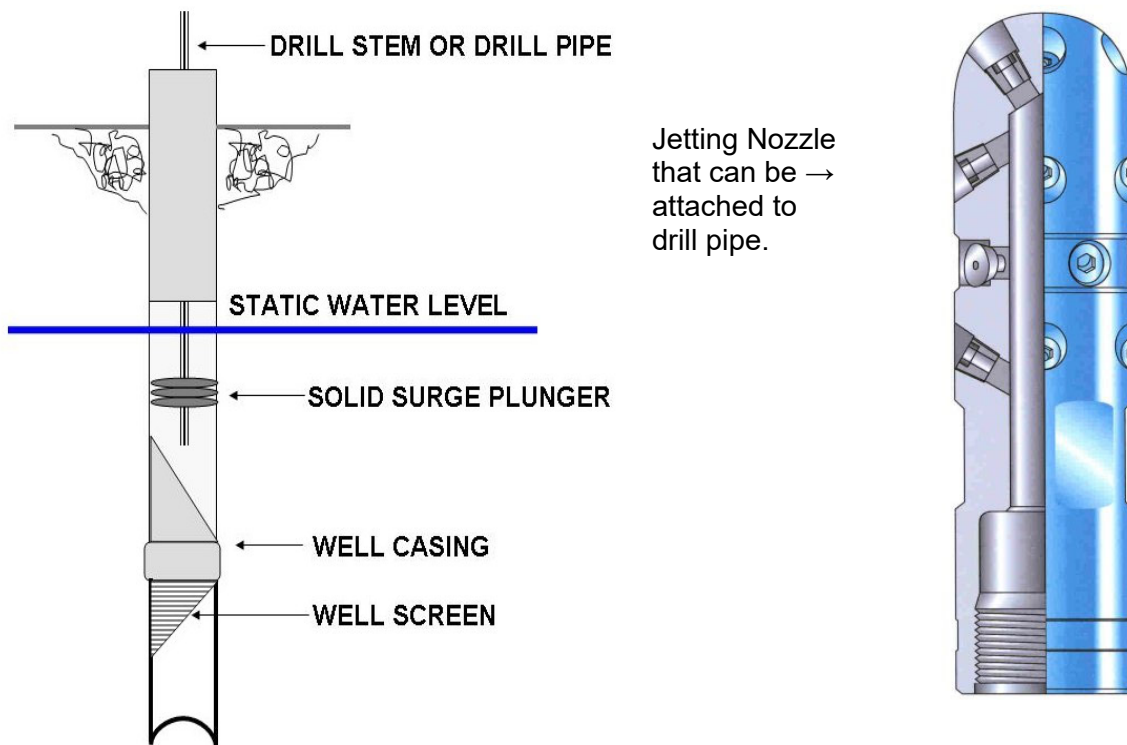 DRILL STEM OR DRILL PIPE
Jetting Nozzle
that can be →
attached to
drill pipe.
STATIC WATER LEVEL
SOLID SURGE PLUNGER
WELL CASING
WELL SCREEN